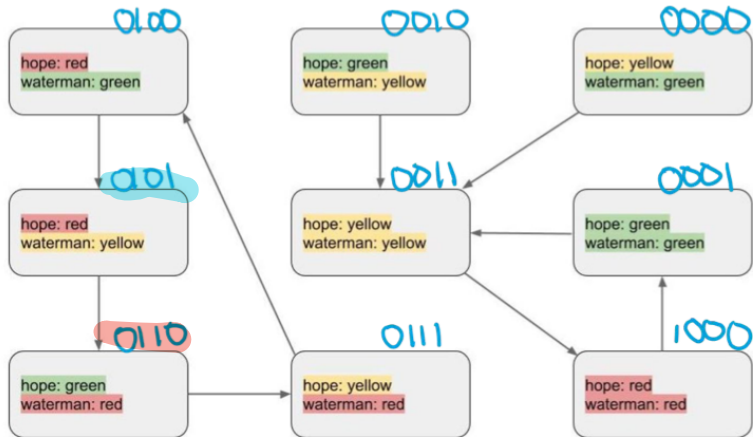 0100
hope: red
waterman: green
0010
hope: green
waterman: yellow
0000
hope: yellow
waterman: green
0101
hope: red
waterman: yellow
0011
hope: yellow
waterman: yellow
0001
hope: green
waterman: green
0110
hope: green
waterman: red
0111
hope: yellow
waterman: red
1000
hope: red
waterman: red